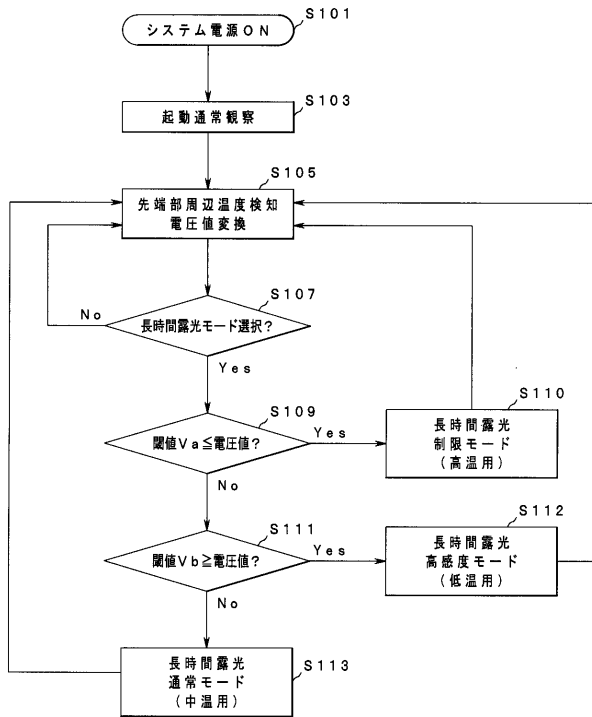 システム電源ON
S101
起動通常観察
S103
先端部周辺温度検知
電圧値変換
S105
長時間露光モード選択?
S107
No
Yes
閾値Va≦電圧値?
S109
Yes
No
長時間露光
制限モード
(高温用)
S110
閾値Vb≧電圧値?
S111
Yes
No
長時間露光
高感度モード
(低温用)
S112
長時間露光
通常モード
(中温用)
S113